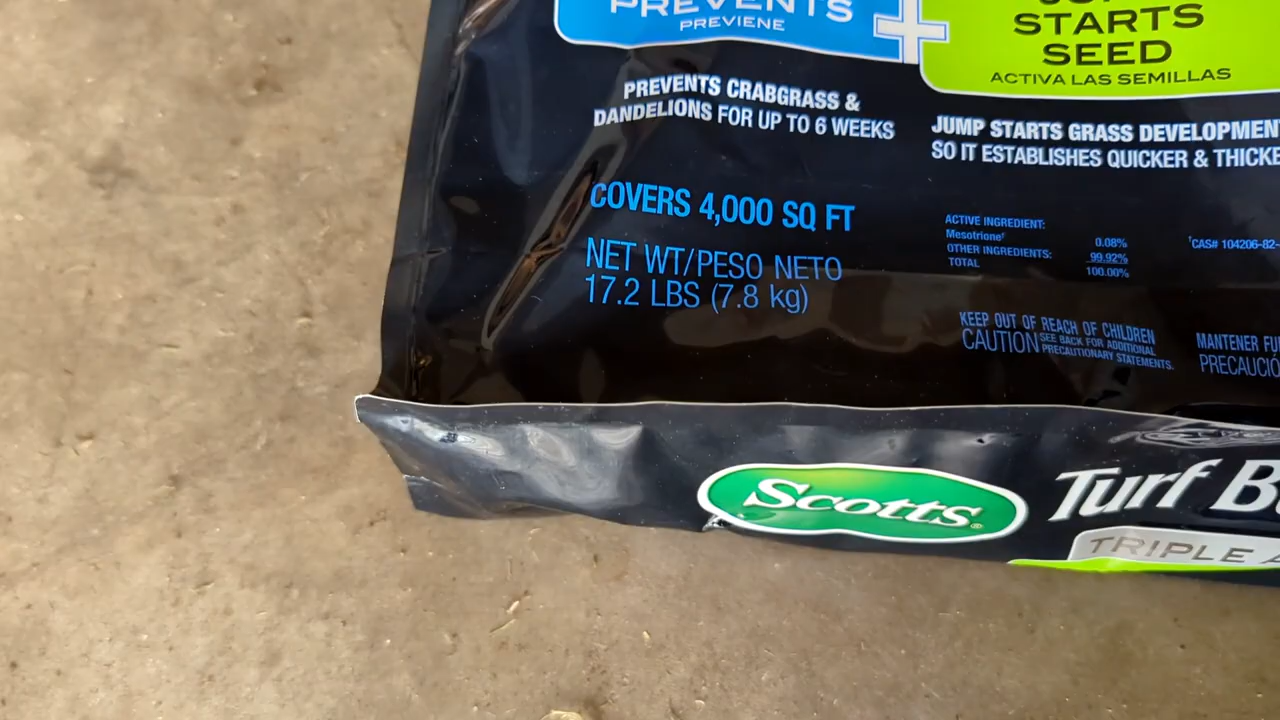 PREVENTS
PREVIENE
STARTS
SEED
ACTIVA LAS SEMILLAS
PREVENTS CRABGRASS &
DANDELIONS FOR UP TO 6 WEEKS
JUMP STARTS GRASS DEVELOPMEN
SO IT ESTABLISHES QUICKER & THICKE
COVERS 4,000 SQ FT
NET WT/PESO NETO
17.2 LBS (7.8 kg)
ACTIVE INGREDIENT:
Mesotrione† 0.08%
OTHER INGREDIENTS: 99.92%
TOTAL 100.00%
†CAS# 104206-82-
KEEP OUT OF REACH OF CHILDREN
CAUTION SEE BACK FOR ADDITIONAL
PRECAUTIONARY STATEMENTS.
MANTENER FU
PRECAUCIÓ
Scotts®
Turf B
TRIPLE A